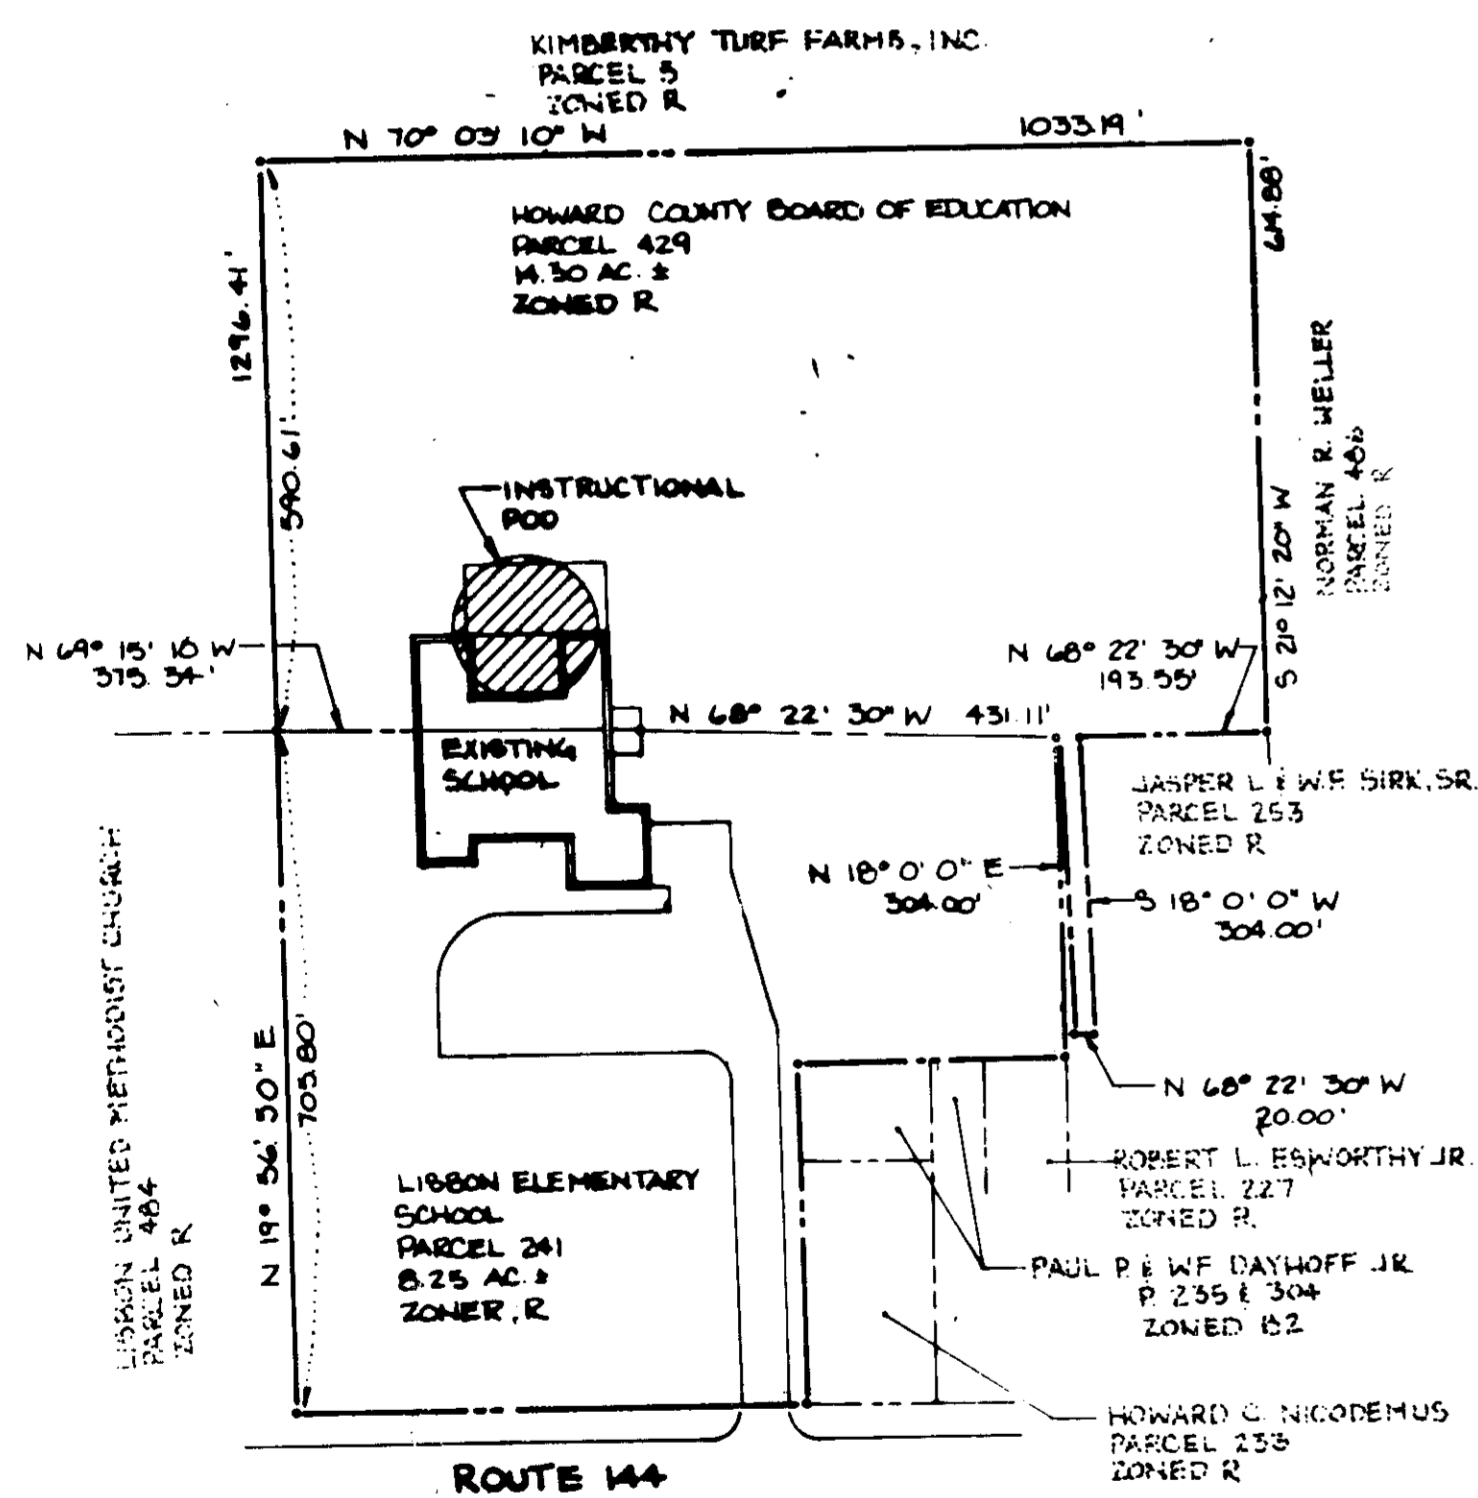 KIMBERTHY TURF FARMS, INC.
PARCEL 5
ZONED R
N 70° 03' 10" W
1033.19'
614.88'
HOWARD COUNTY BOARD OF EDUCATION
PARCEL 429
14.30 AC. ±
ZONED R
1296.41'
590.61'
NORMAN R. WELLER
PARCEL 486
ZONED R
S 21° 12' 20" W
INSTRUCTIONAL
POD
N 69° 15' 10 W
375.34'
N 68° 22' 30" W
193.55'
N 68° 22' 30" W 431.11'
EXISTING
SCHOOL
JASPER L & W.F. SIRK, SR.
PARCEL 253
ZONED R
N 18° 0' 0" E
304.00'
S 18° 0' 0" W
304.00'
LISBON UNITED METHODIST CHURCH
PARCEL 484
ZONED R
N 19° 56' 50" E
705.80'
N 68° 22' 30" W
20.00'
ROBERT L. ESWORTHY JR.
PARCEL 227
ZONED R.
LISBON ELEMENTARY
SCHOOL
PARCEL 241
8.25 AC. ±
ZONER, R
PAUL P. & WF DAYHOFF JR.
P. 235 & 304
ZONED B2
HOWARD C. NICODEMUS
PARCEL 233
ZONED R
ROUTE 144